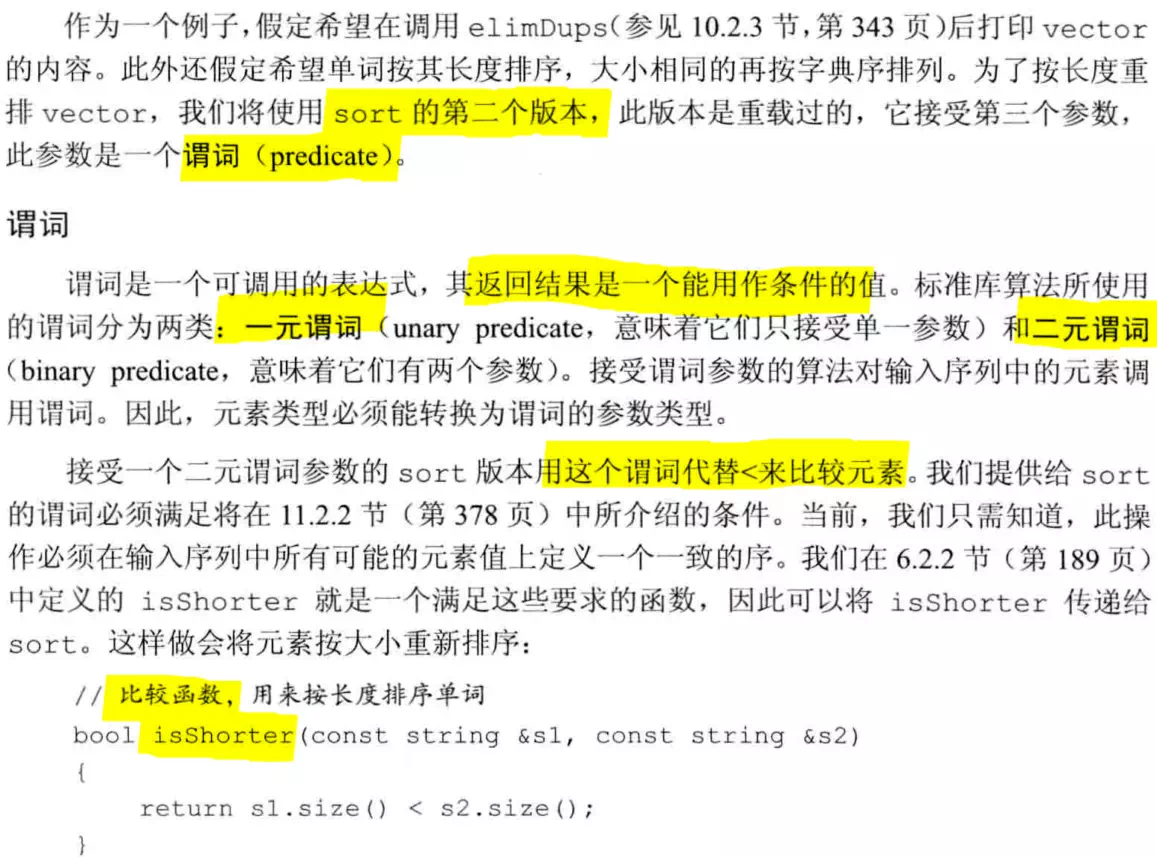 作为一个例子,假定希望在调用 elimDups(参见 10.2.3 节,第 343 页)后打印 vector
的内容。此外还假定希望单词按其长度排序，大小相同的再按字典序排列。为了按长度重
排 vector，我们将使用 sort 的第二个版本，此版本是重载过的，它接受第三个参数，
此参数是一个谓词（predicate）。
谓词
谓词是一个可调用的表达式，其返回结果是一个能用作条件的值。标准库算法所使用
的谓词分为两类：一元谓词（unary predicate，意味着它们只接受单一参数）和二元谓词
（binary predicate，意味着它们有两个参数）。接受谓词参数的算法对输入序列中的元素调
用谓词。因此，元素类型必须能转换为谓词的参数类型。
接受一个二元谓词参数的 sort 版本用这个谓词代替<来比较元素。我们提供给 sort
的谓词必须满足将在 11.2.2 节（第 378 页）中所介绍的条件。当前，我们只需知道，此操
作必须在输入序列中所有可能的元素值上定义一个一致的序。我们在 6.2.2 节（第 189 页）
中定义的 isShorter 就是一个满足这些要求的函数，因此可以将 isShorter 传递给
sort。这样做会将元素按大小重新排序：
// 比较函数，用来按长度排序单词
bool isShorter(const string &s1, const string &s2)
{
return s1.size() < s2.size();
}